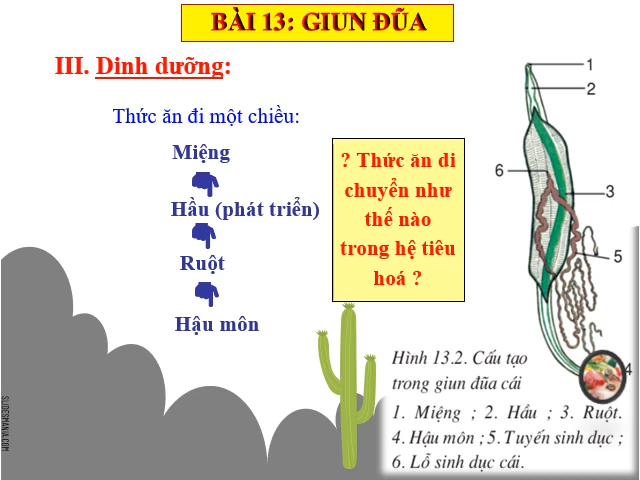 BÀI 13: GIUN ĐŨA
III. Dinh dưỡng:
Thức ăn đi một chiều:
Miệng
Hầu (phát triển)
Ruột
Hậu môn
? Thức ăn di
chuyển như
thế nào
trong hệ tiêu
hoá ?
1
2
6
3
5
4
Hình 13.2. Cấu tạo
trong giun đũa cái
1. Miệng ; 2. Hầu ; 3. Ruột.
4. Hậu môn ; 5. Tuyến sinh dục ;
6. Lỗ sinh dục cái.
SLIDESMANIA.COM